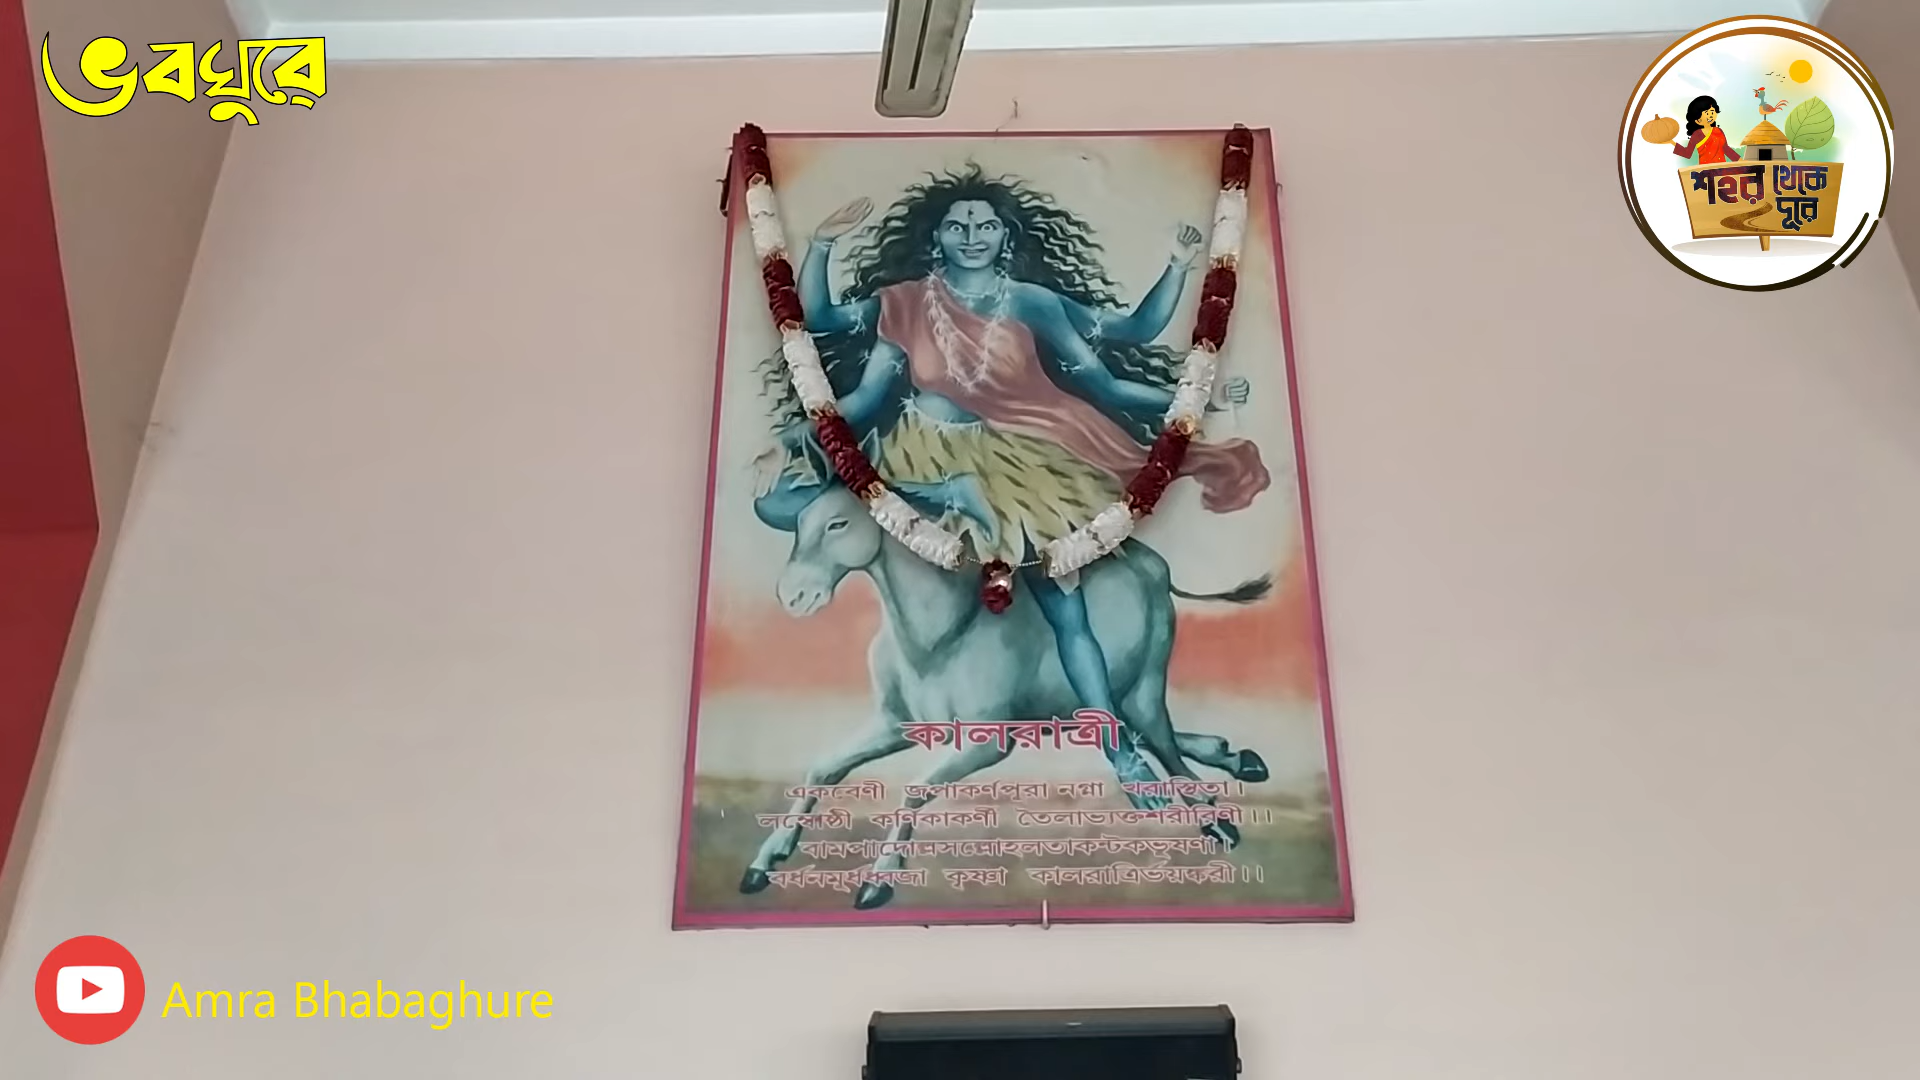 ভবঘুরে
শহর থেকে
দূরে
কালরাত্রী
একবেণী জপাকর্ণপূরা নগ্না খরাস্থিতা।
লম্বোষ্ঠী কর্ণিকাকর্ণী তৈলাভ্যক্তশরীরিণী।।
বামপাদোল্লসল্লোহলতাকন্টকভূষণা।
বর্ধনমূর্ধধ্বজা কৃষ্ণা কালরাত্রির্ভয়ঙ্করী।।
Amra Bhabaghure